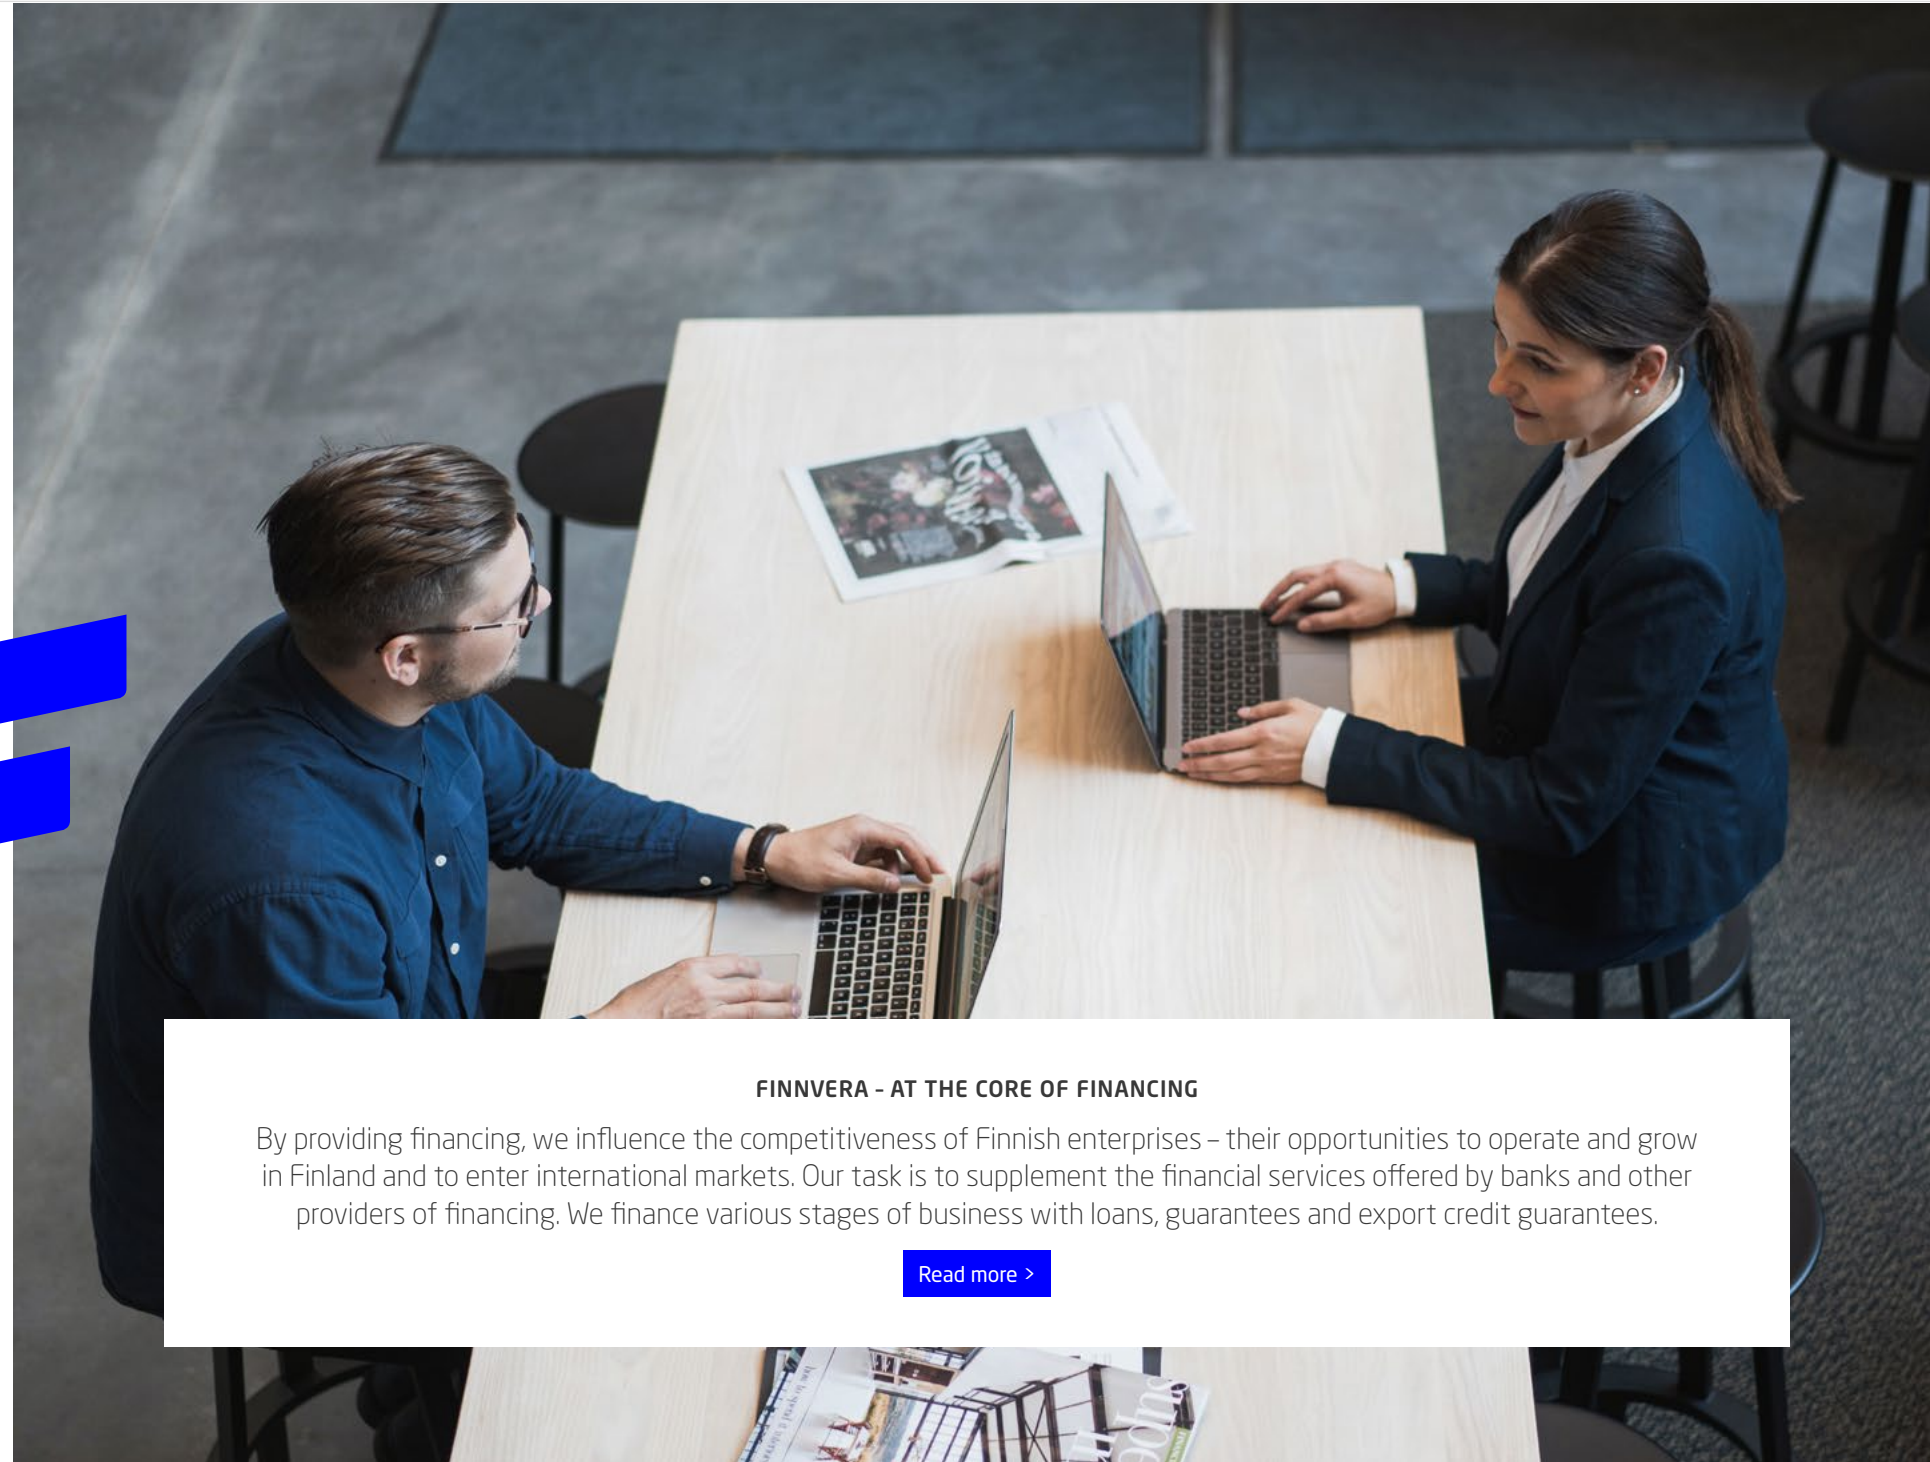 FINNVERA – AT THE CORE OF FINANCING
By providing financing, we influence the competitiveness of Finnish enterprises – their opportunities to operate and grow
in Finland and to enter international markets. Our task is to supplement the financial services offered by banks and other
providers of financing. We finance various stages of business with loans, guarantees and export credit guarantees.
Read more >